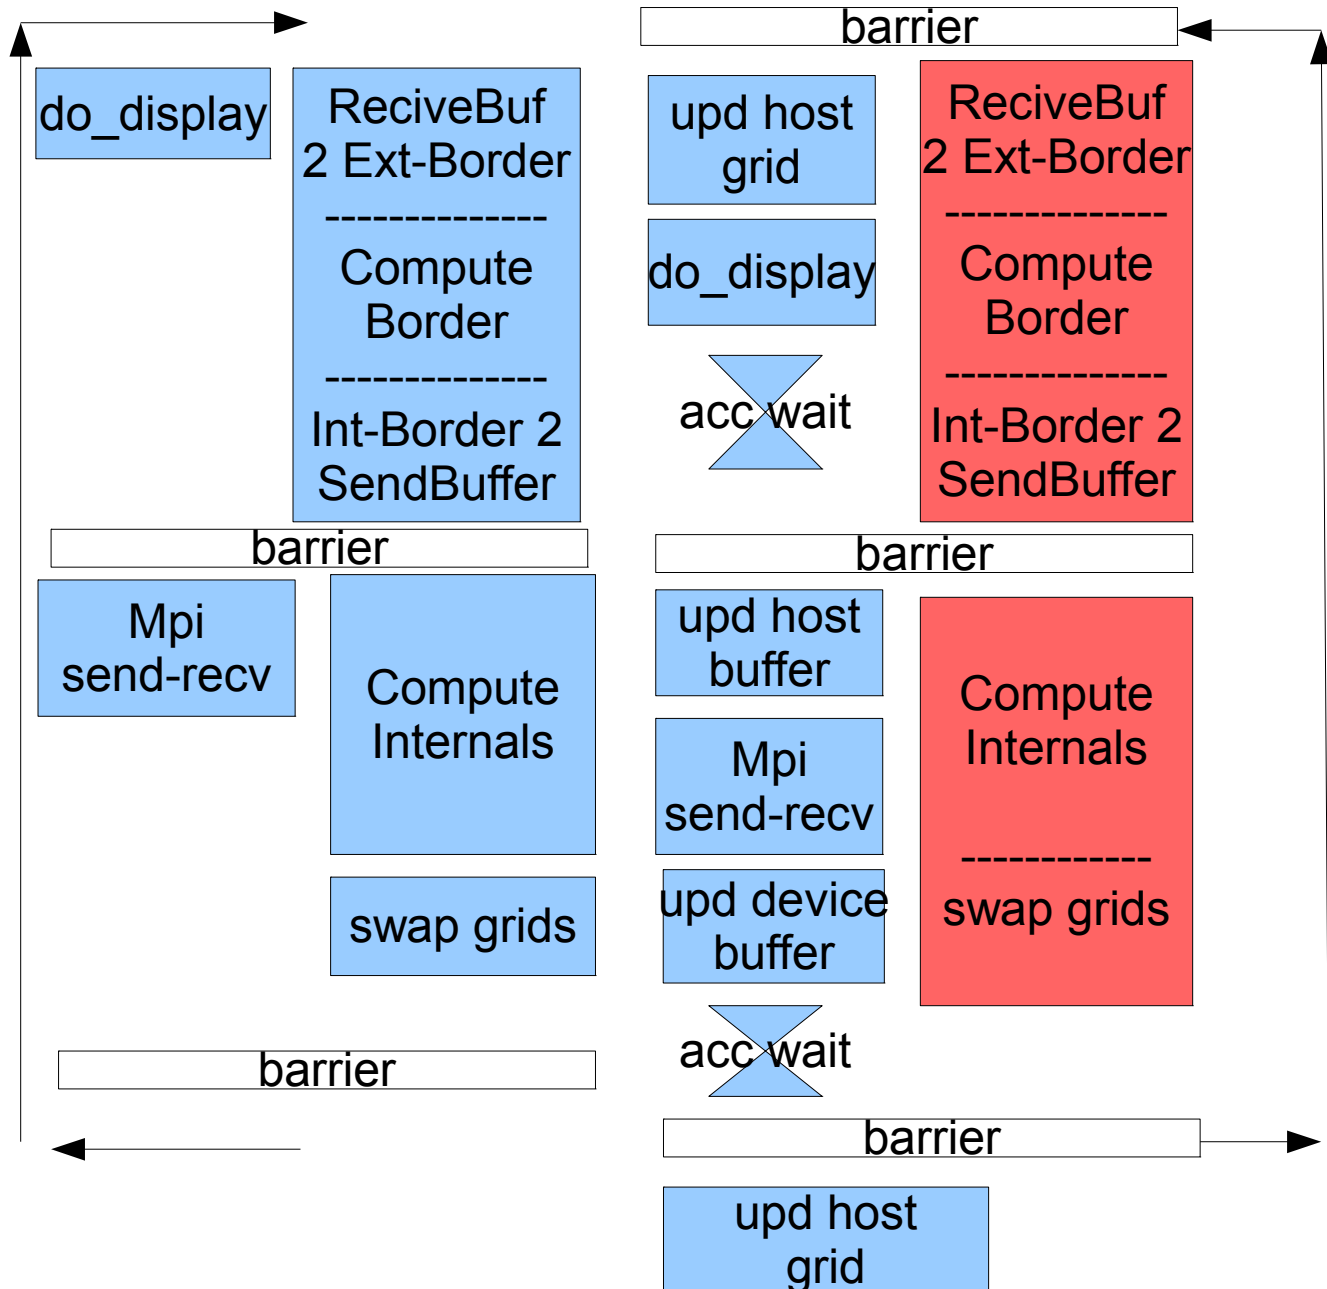 do_display
ReciveBuf
2 Ext-Border
--------------
Compute
Border
--------------
Int-Border 2
SendBuffer
barrier
Mpi
send-recv
Compute
Internals
swap grids
barrier
barrier
upd host
grid
do_display
acc wait
ReciveBuf
2 Ext-Border
--------------
Compute
Border
--------------
Int-Border 2
SendBuffer
barrier
upd host
buffer
Mpi
send-recv
upd device
buffer
acc wait
Compute
Internals
------------
swap grids
barrier
upd host
grid